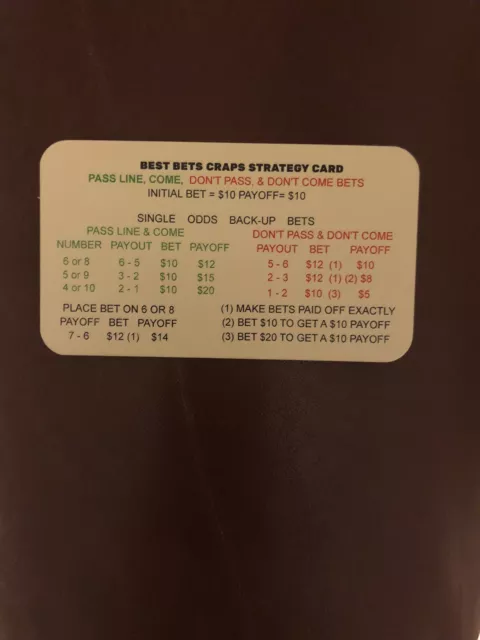 BEST BETS CRAPS STRATEGY CARD
PASS LINE, COME, DON'T PASS, & DON'T COME BETS
INITIAL BET = $10 PAYOFF= $10
SINGLE ODDS BACK-UP BETS
PASS LINE & COME
NUMBER PAYOUT BET PAYOFF
6 or 8 6 - 5 $10 $12
5 or 9 3 - 2 $10 $15
4 or 10 2 - 1 $10 $20
DON'T PASS & DON'T COME
PAYOUT BET PAYOFF
5 - 6 $12 (1) $10
2 - 3 $12 (1) (2) $8
1 - 2 $10 (3) $5
PLACE BET ON 6 OR 8
PAYOFF BET PAYOFF
7 - 6 $12 (1) $14
(1) MAKE BETS PAID OFF EXACTLY
(2) BET $10 TO GET A $10 PAYOFF
(3) BET $20 TO GET A $10 PAYOFF